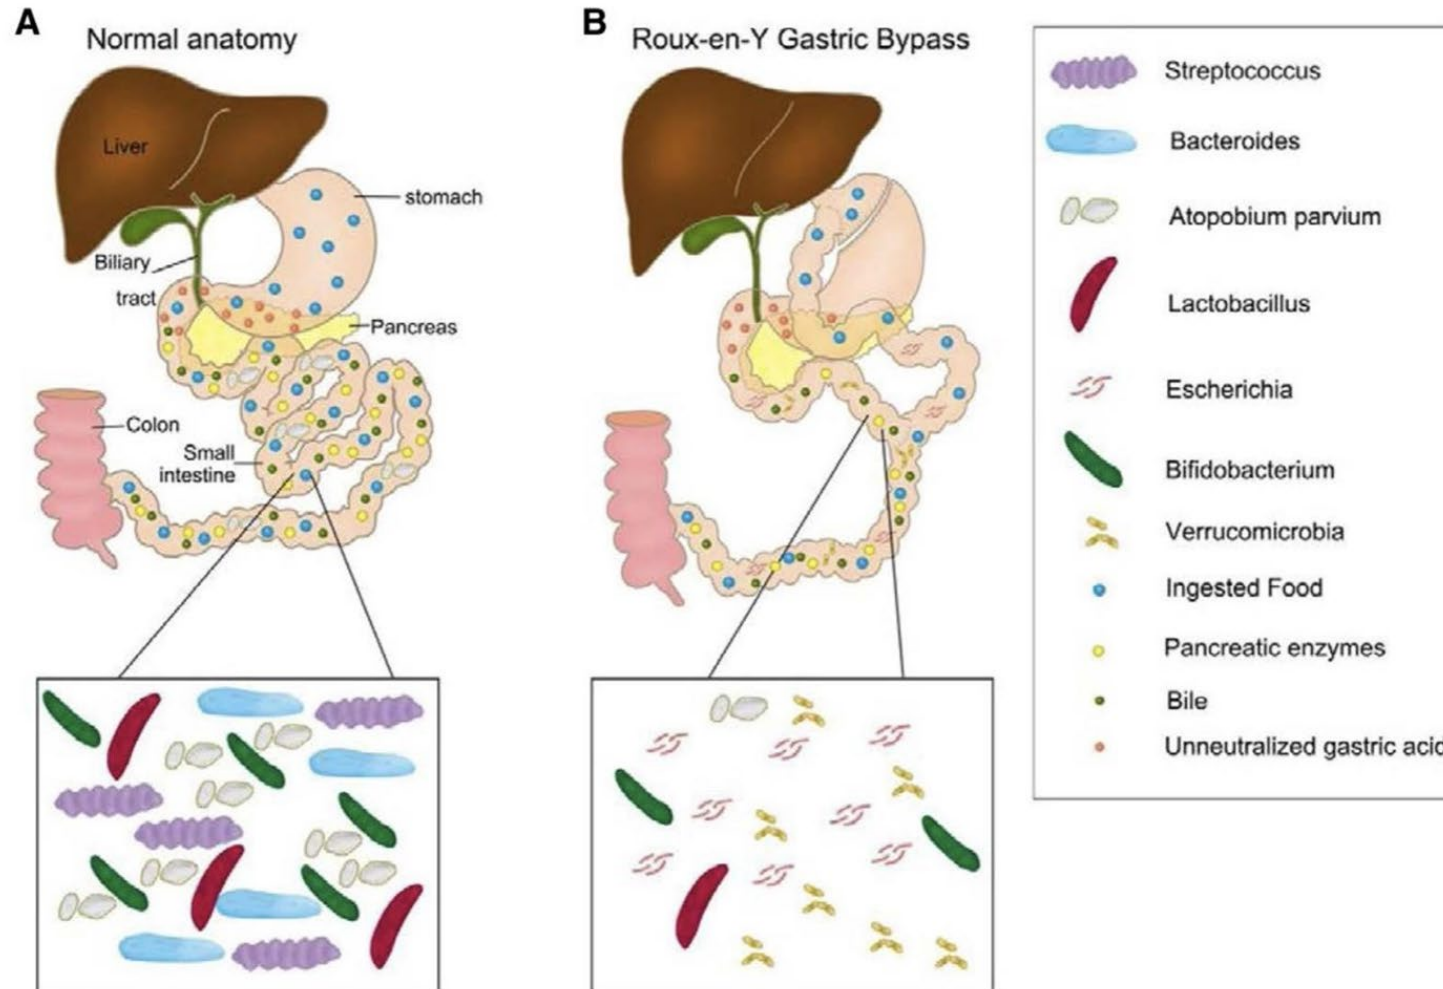 A
Normal anatomy
Liver
stomach
Biliary
tract
Pancreas
Colon
Small
intestine
B
Roux-en-Y Gastric Bypass
Streptococcus
Bacteroides
Atopobium parvium
Lactobacillus
Escherichia
Bifidobacterium
Verrucomicrobia
Ingested Food
Pancreatic enzymes
Bile
Unneutralized gastric acid